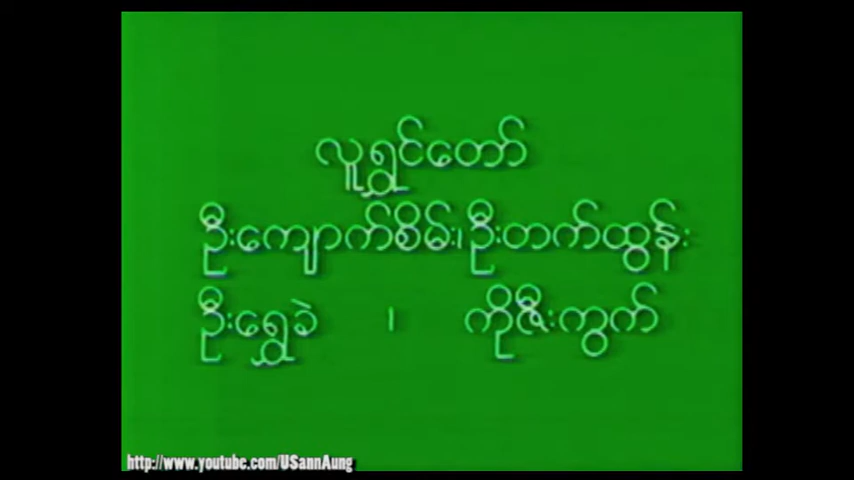 လူရွှင်တော်
ဦးကျောက်စိမ်း၊ ဦးတက်ထွန်း
ဦးရွှေခဲ ၊ ကိုဇီးကွက်
http://www.youtube.com/USannAung